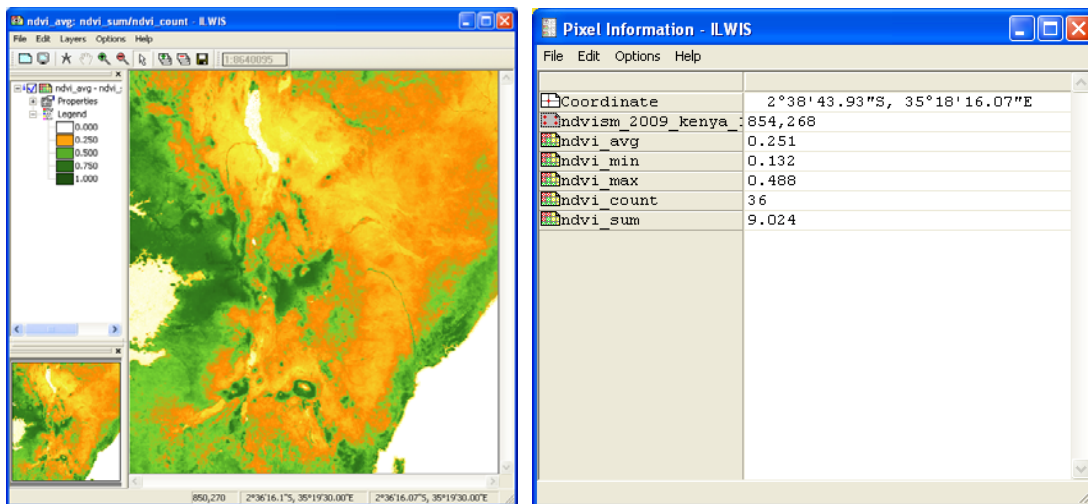 ndvi_avg: ndvi_sum/ndvi_count - ILWIS
File Edit Layers Options Help
1:8640095
ndvi_avg - ndvi_
Properties
Legend
0.000
0.250
0.500
0.750
1.000
850,270 2°36'16.1"S, 35°19'30.00"E 2°36'16.07"S, 35°19'30.00"E
Pixel Information - ILWIS
File Edit Options Help
Coordinate 2°38'43.93"S, 35°18'16.07"E
ndvism_2009_kenya_ 854,268
ndvi_avg 0.251
ndvi_min 0.132
ndvi_max 0.488
ndvi_count 36
ndvi_sum 9.024